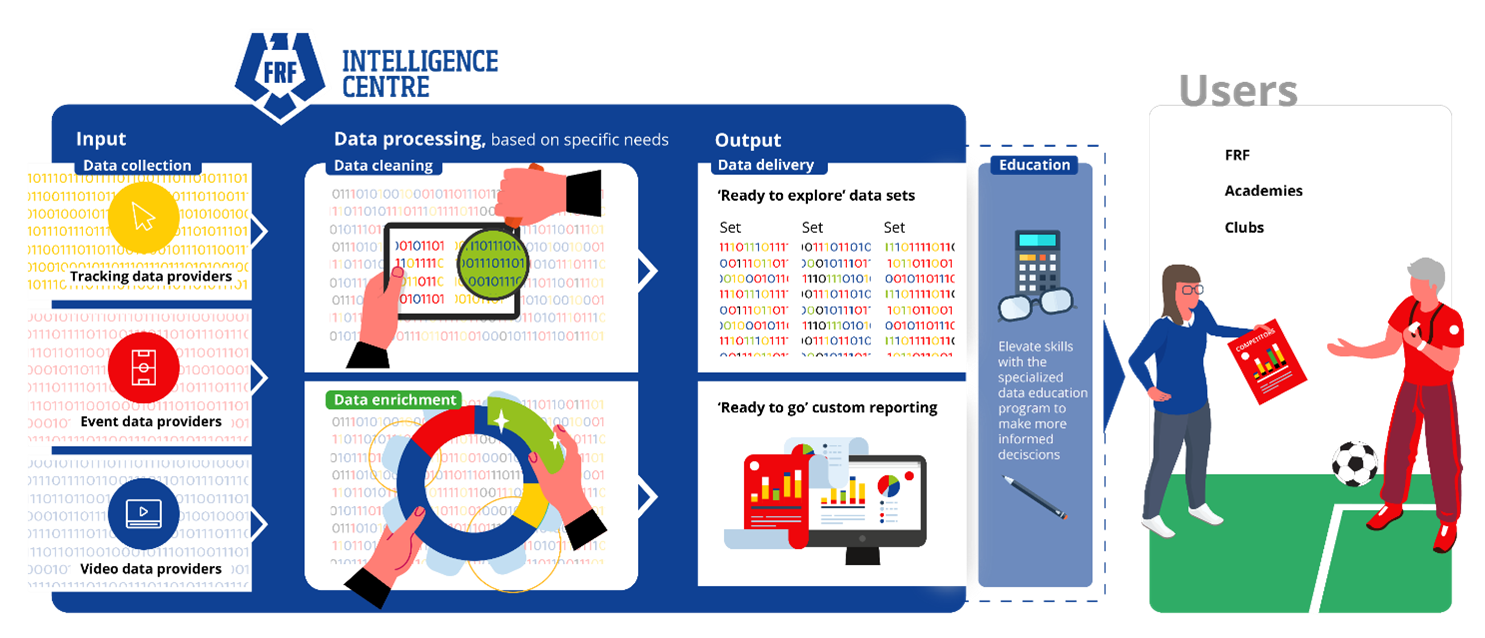 FRF
INTELLIGENCE
CENTRE
Users
Input
Data processing, based on specific needs
Output
Data collection
Data cleaning
Data delivery
Education
Tracking data providers
Event data providers
Video data providers
Data enrichment
'Ready to explore' data sets
Set Set Set
'Ready to go' custom reporting
Elevate skills
with the
specialized
data education
program to
make more
informed
deciscions
FRF
Academies
Clubs
COMPETITORS